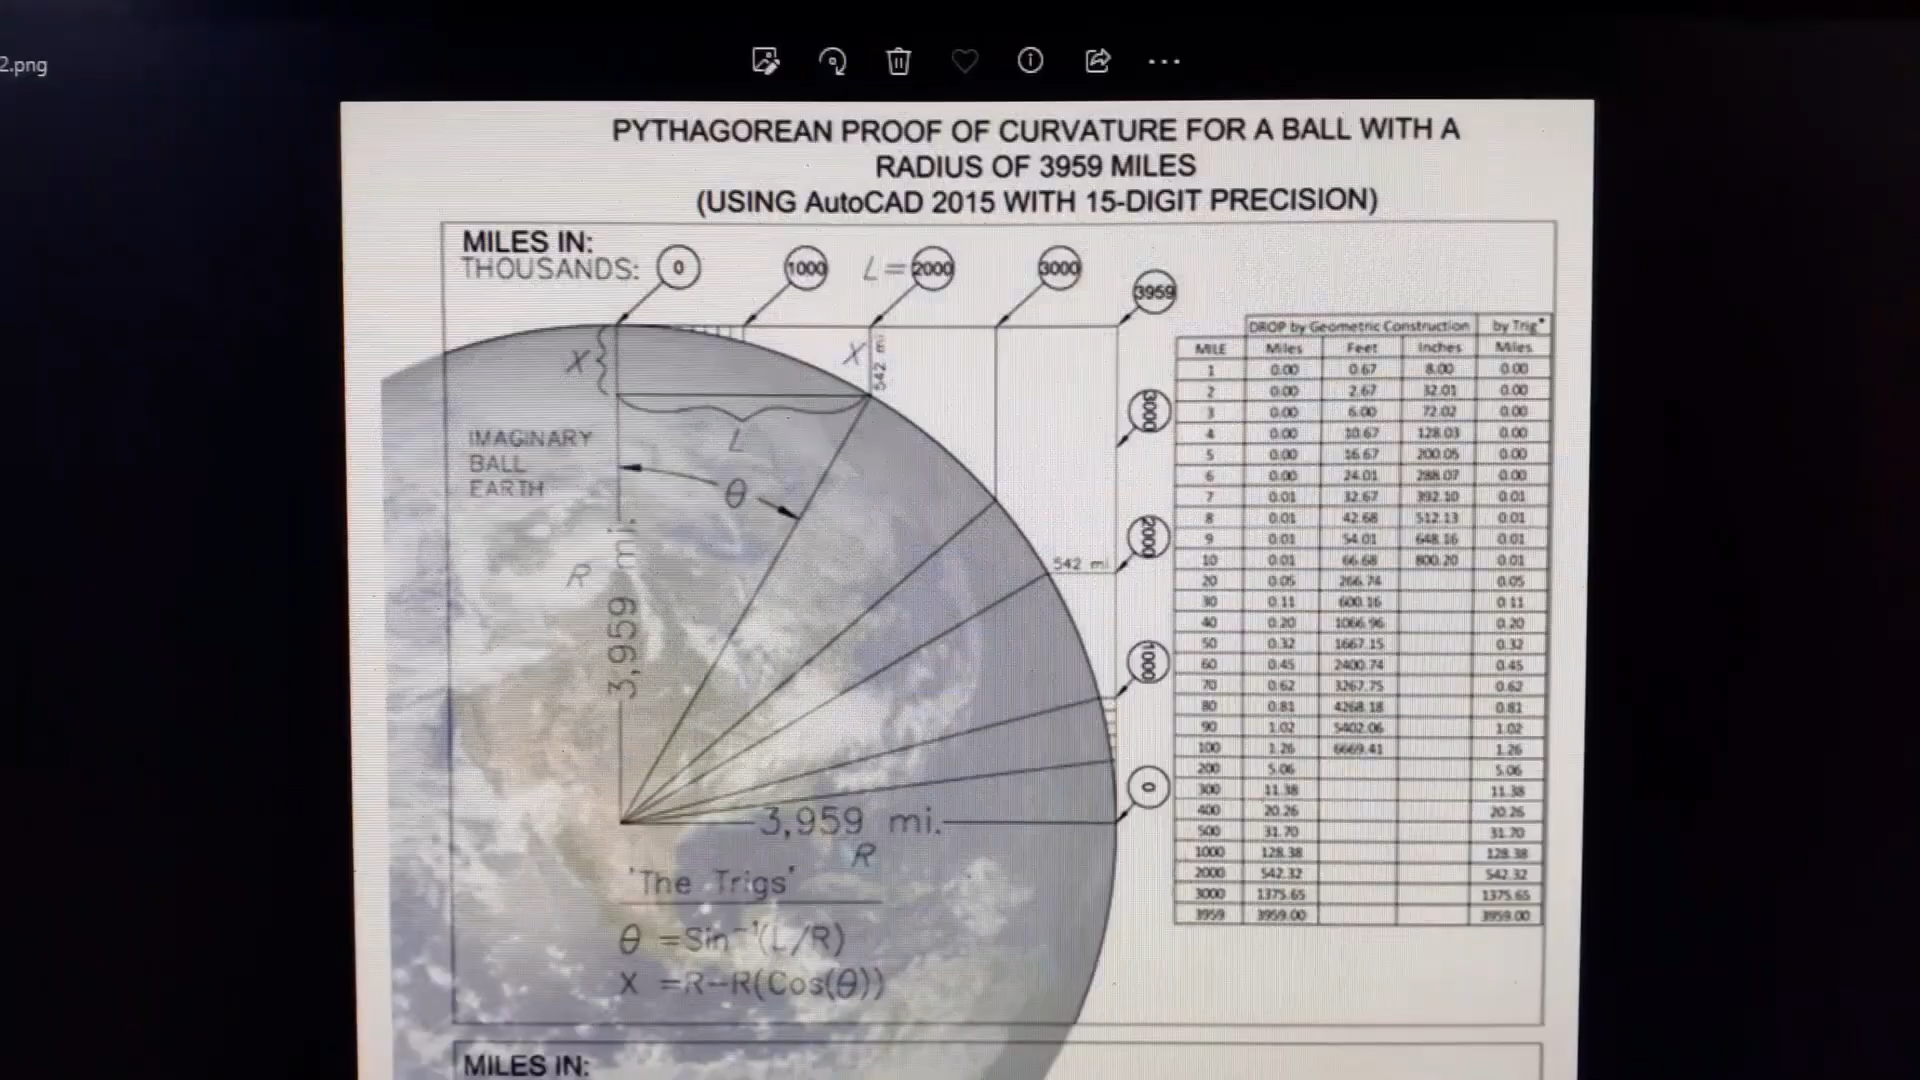 2.png
PYTHAGOREAN PROOF OF CURVATURE FOR A BALL WITH A
RADIUS OF 3959 MILES
(USING AutoCAD 2015 WITH 15-DIGIT PRECISION)
MILES IN:
THOUSANDS: 0 1000 L=2000 3000 3959
X X 542 mi
L
IMAGINARY
BALL
EARTH
θ
R
3,959 mi.
542 mi
3000
2000
1000
0
3,959 mi.
R
'The Trigs'
θ =Sin⁻¹(L/R)
X =R-R(Cos(θ))
DROP by Geometric Construction by Trig*
MILE Miles Feet Inches Miles
1 0.00 0.67 8.00 0.00
2 0.00 2.67 32.01 0.00
3 0.00 6.00 72.02 0.00
4 0.00 10.67 128.03 0.00
5 0.00 16.67 200.05 0.00
6 0.00 24.01 288.07 0.00
7 0.01 32.67 392.10 0.01
8 0.01 42.68 512.13 0.01
9 0.01 54.01 648.16 0.01
10 0.01 66.68 800.20 0.01
20 0.05 266.74 0.05
30 0.11 600.16 0.11
40 0.20 1066.96 0.20
50 0.32 1667.15 0.32
60 0.45 2400.74 0.45
70 0.62 3267.75 0.62
80 0.81 4268.18 0.81
90 1.02 5402.06 1.02
100 1.26 6669.41 1.26
200 5.06 5.06
300 11.38 11.38
400 20.26 20.26
500 31.70 31.70
1000 128.38 128.38
2000 542.32 542.32
3000 1375.65 1375.65
3959 3959.00 3959.00
MILES IN: